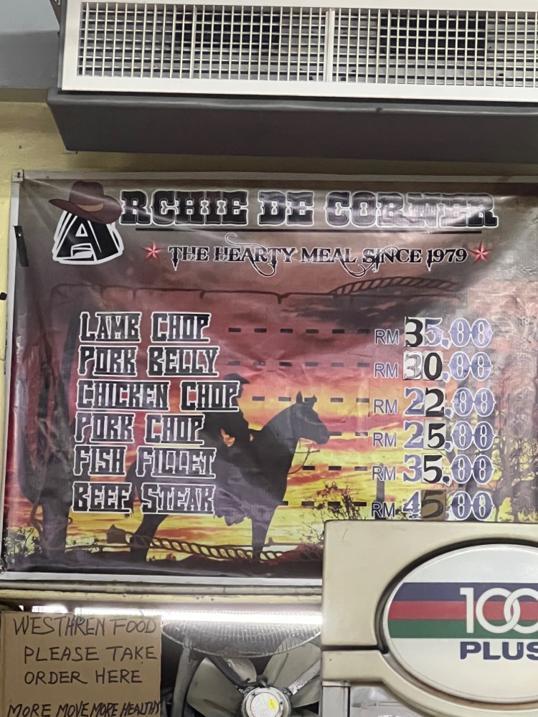 ARCHIE DE CORNER
THE HEARTY MEAL SINCE 1979
LAMB CHOP RM 35.00
PORK BELLY RM 30.00
CHICKEN CHOP RM 22.00
PORK CHOP RM 25.00
FISH FILLET RM 35.00
BEEF STEAK RM 45.00
WESTHREN FOOD
PLEASE TAKE
ORDER HERE
MORE MOVE MORE HEALTHY
100
PLUS